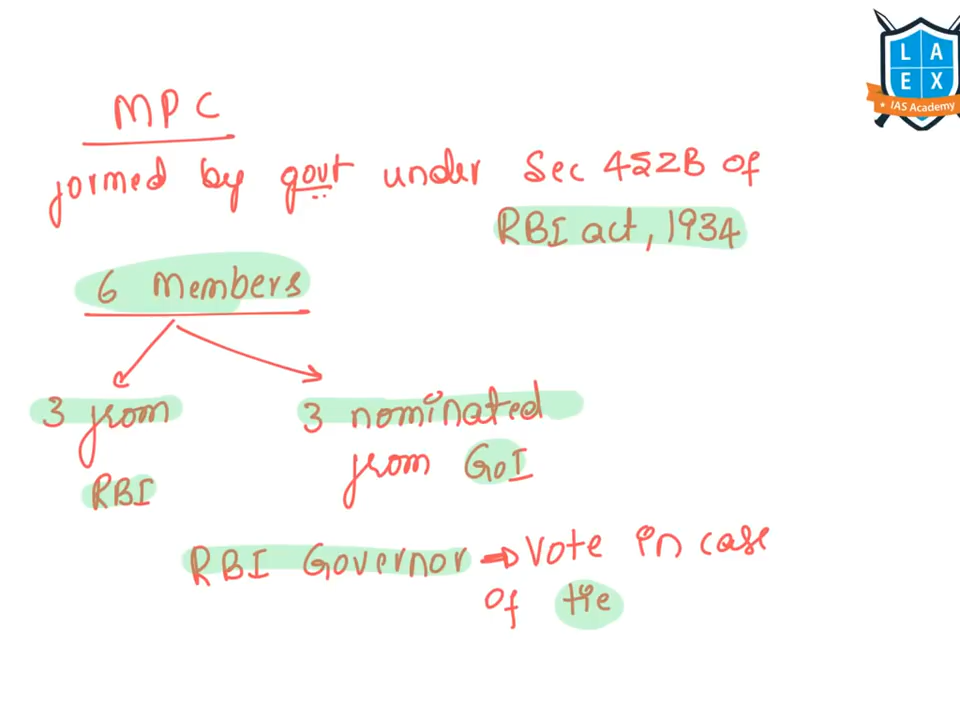 LAEX
IAS Academy
MPC
formed by govt under Sec 45ZB of
RBI act, 1934
6 Members
3 from
RBI
3 nominated
from GoI
RBI Governor → Vote in case
of tie